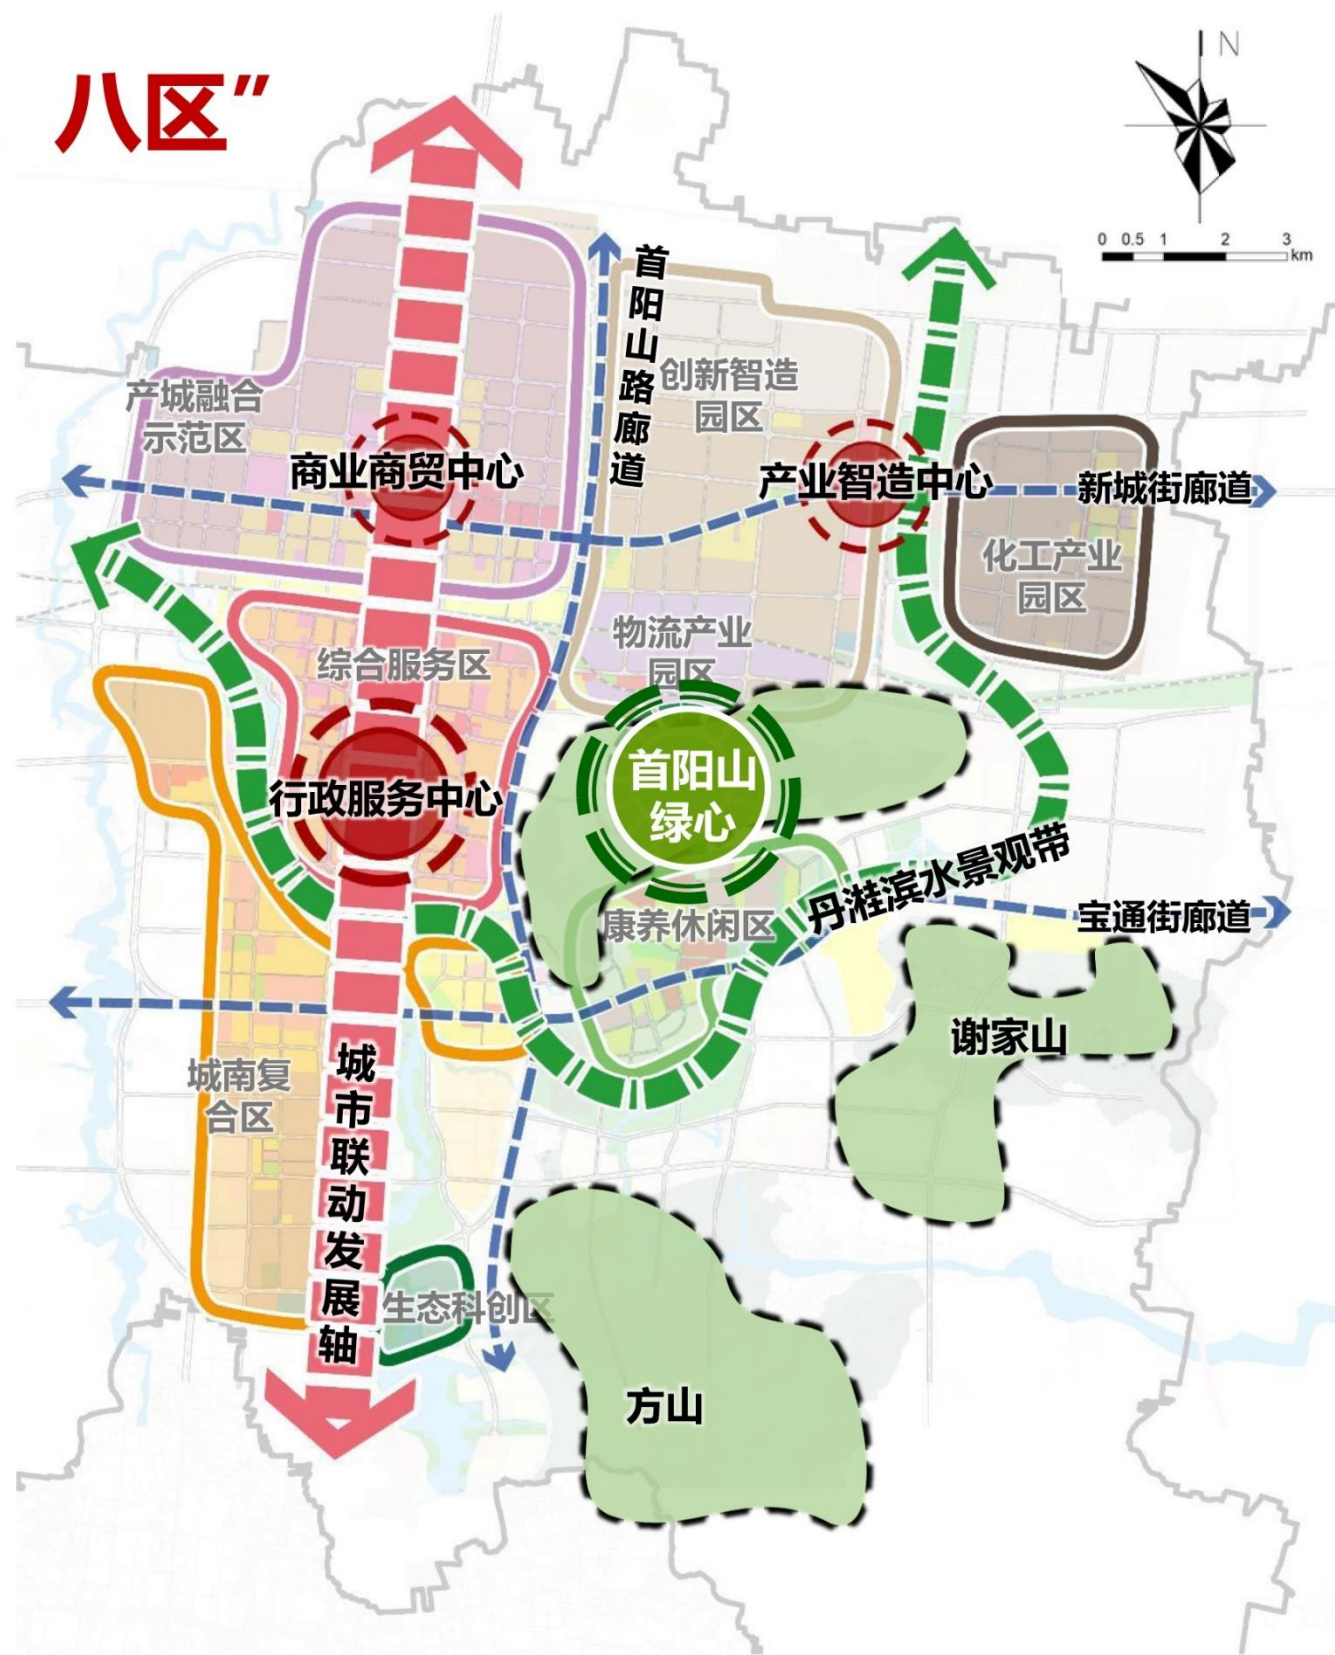 八区”
N
0 0.5 1 2 3 km
首阳山路廊道
创新智造
园区
产城融合
示范区
商业商贸中心
产业智造中心
新城街廊道
化工产业
园区
物流产业
园区
综合服务区
行政服务中心
首阳山
绿心
丹漄滨水景观带
康养休闲区
宝通街廊道
谢家山
城南复
合区
城市联动发展轴
生态科创区
方山